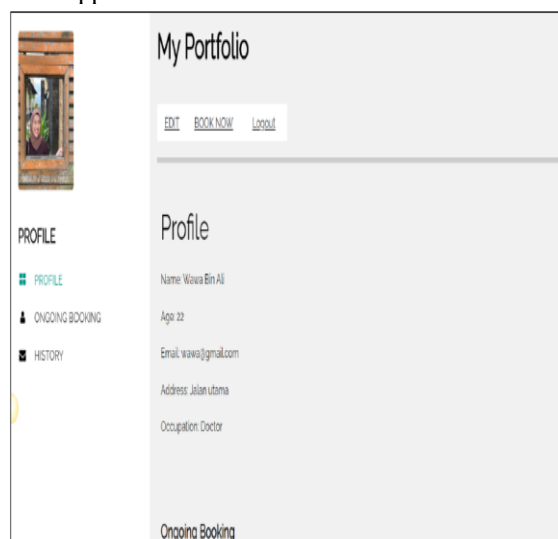 My Portfolio
EDIT BOOK NOW Logout
PROFILE
PROFILE
ONGOING BOOKING
HISTORY
Profile
Name: Wawa Bin Ali
Age: 22
Email: wawa@gmail.com
Address: Jalan utama
Occupation: Doctor
Ongoing Booking